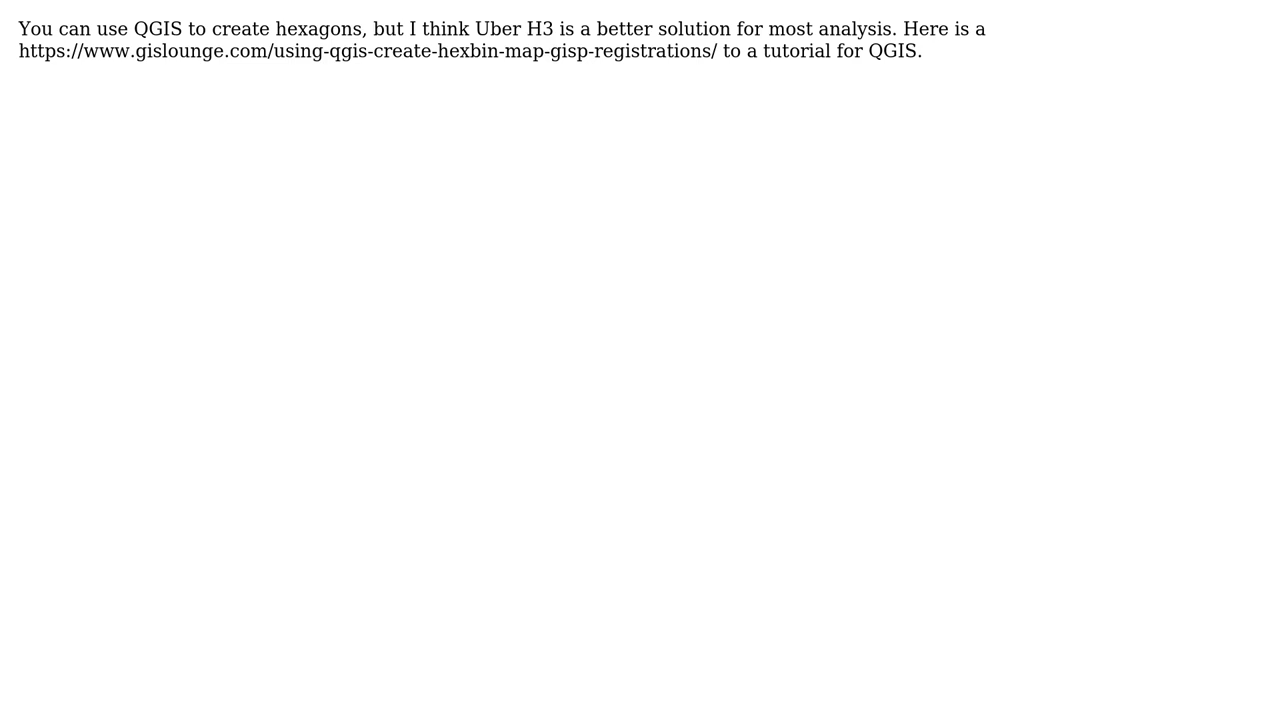 You can use QGIS to create hexagons, but I think Uber H3 is a better solution for most analysis. Here is a
https://www.gislounge.com/using-qgis-create-hexbin-map-gisp-registrations/ to a tutorial for QGIS.